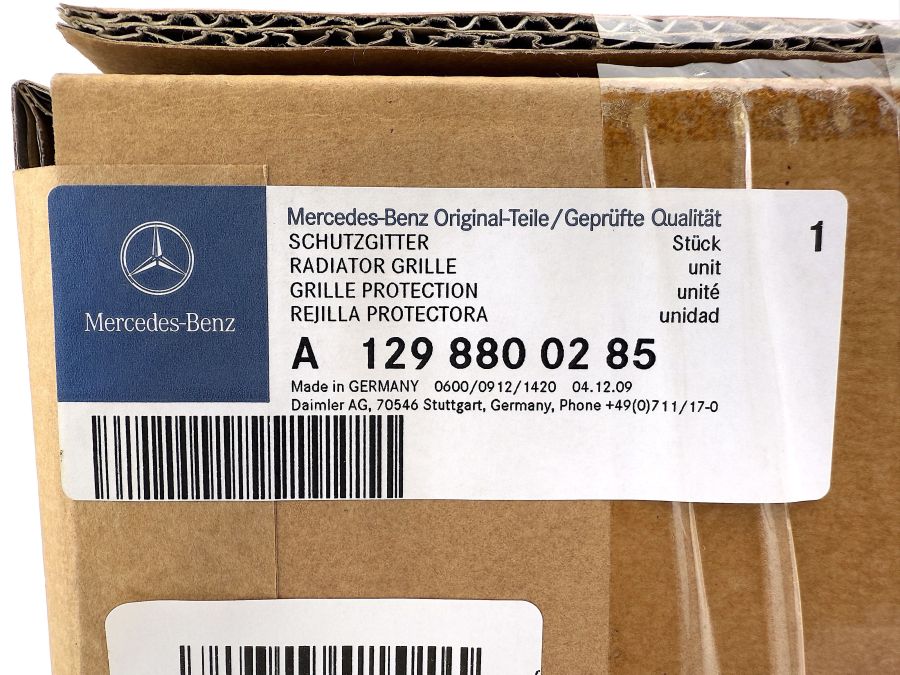 Mercedes-Benz
Mercedes-Benz Original-Teile/Geprüfte Qualität
SCHUTZGITTER Stück 1
RADIATOR GRILLE unit
GRILLE PROTECTION unité
REJILLA PROTECTORA unidad
A 129 880 02 85
Made in GERMANY 0600/0912/1420 04.12.09
Daimler AG, 70546 Stuttgart, Germany, Phone +49(0)711/17-0